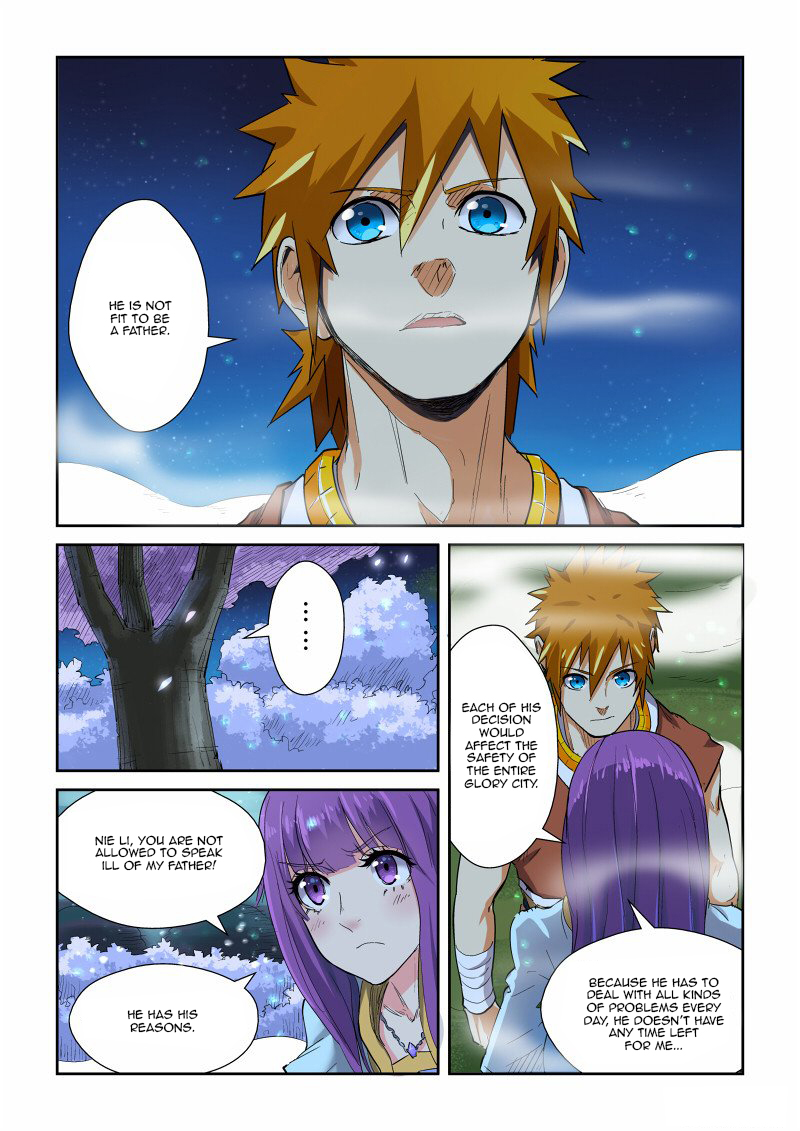 HE IS NOT
FIT TO BE
A FATHER.
......
NIE LI, YOU ARE NOT
ALLOWED TO SPEAK
ILL OF MY FATHER!
HE HAS HIS
REASONS.
EACH OF HIS
DECISION
WOULD
AFFECT THE
SAFETY OF
THE ENTIRE
GLORY CITY.
BECAUSE HE HAS TO
DEAL WITH ALL KINDS
OF PROBLEMS EVERY
DAY, HE DOESN'T HAVE
ANY TIME LEFT
FOR ME...